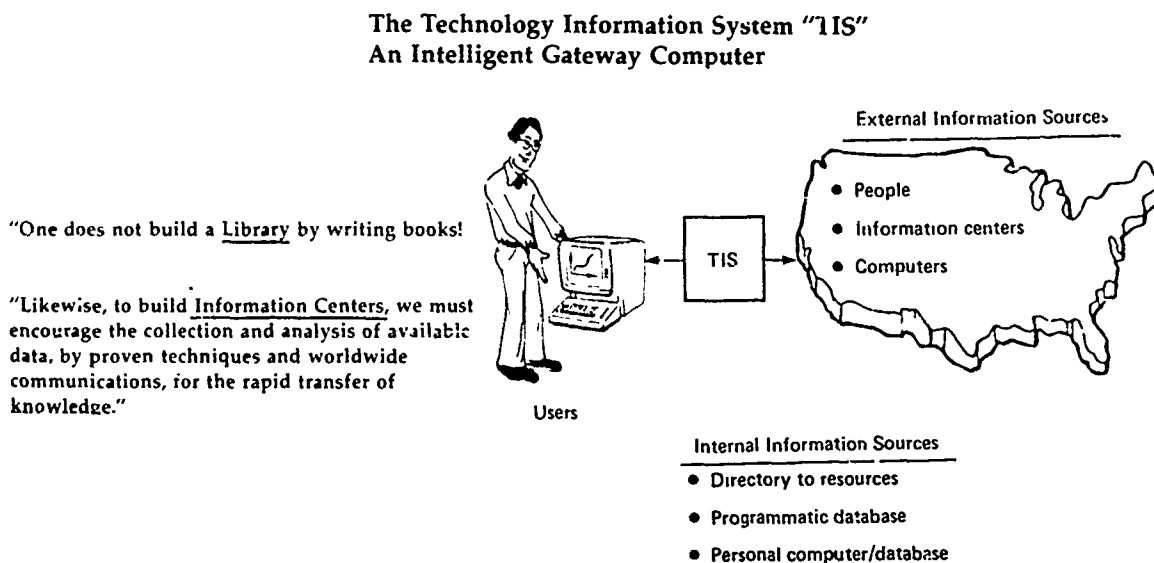 The Technology Information System "TIS"
An Intelligent Gateway Computer
External Information Sources
• People
• Information centers
• Computers
"One does not build a Library by writing books!
"Likewise, to build Information Centers, we must
encourage the collection and analysis of available
data, by proven techniques and worldwide
communications, for the rapid transfer of
knowledge."
TIS
Users
Internal Information Sources
• Directory to resources
• Programmatic database
• Personal computer/database